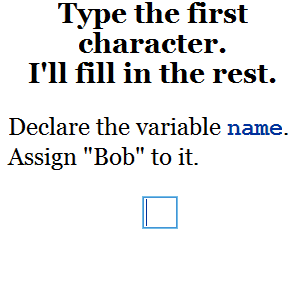 Type the first
character.
I'll fill in the rest.
Declare the variable name.
Assign "Bob" to it.